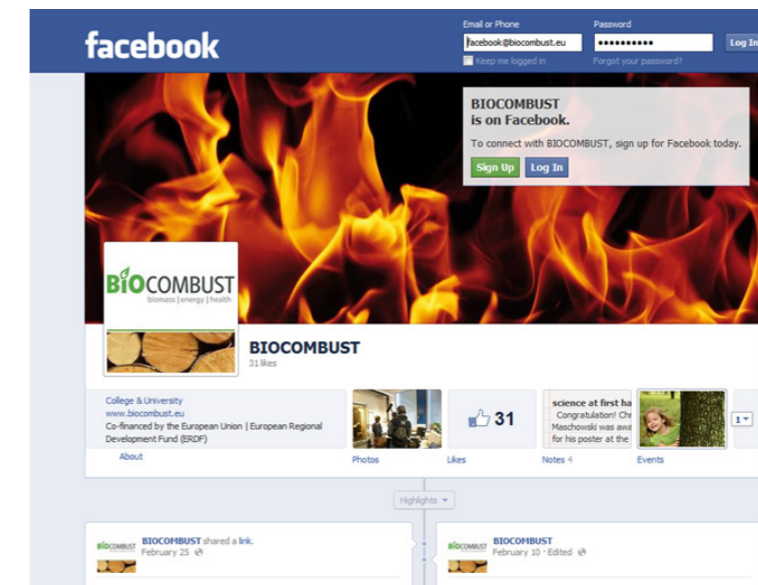 Email or Phone
Password
facebook
facebook@biocombust.eu
Log In
Keep me logged in
Forgot your password?
BIOCOMBUST
is on Facebook.
To connect with BIOCOMBUST, sign up for Facebook today.
Sign Up
Log In
BIOCOMBUST
biomass | energy | health
BIOCOMBUST
31 likes
College & University
www.biocombust.eu
Co-financed by the European Union | European Regional
Development Fund (ERDF)
About
Photos
31
Likes
science at first ha
Congratulation! Chr
Maschowski was awa
for his poster at the
Notes 4
Events
1
Highlights
BIOCOMBUST
BIOCOMBUST shared a link.
February 25
BIOCOMBUST
BIOCOMBUST
February 10 · Edited